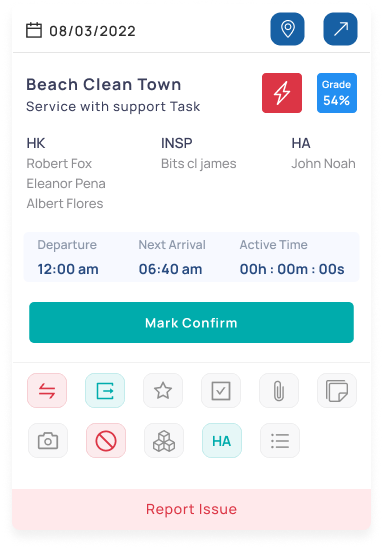 08/03/2022
Beach Clean Town
Service with support Task
Grade
54%
HK
Robert Fox
Eleanor Pena
Albert Flores
INSP
Bits cl james
HA
John Noah
Departure
12:00 am
Next Arrival
06:40 am
Active Time
00h : 00m : 00s
Mark Confirm
HA
Report Issue